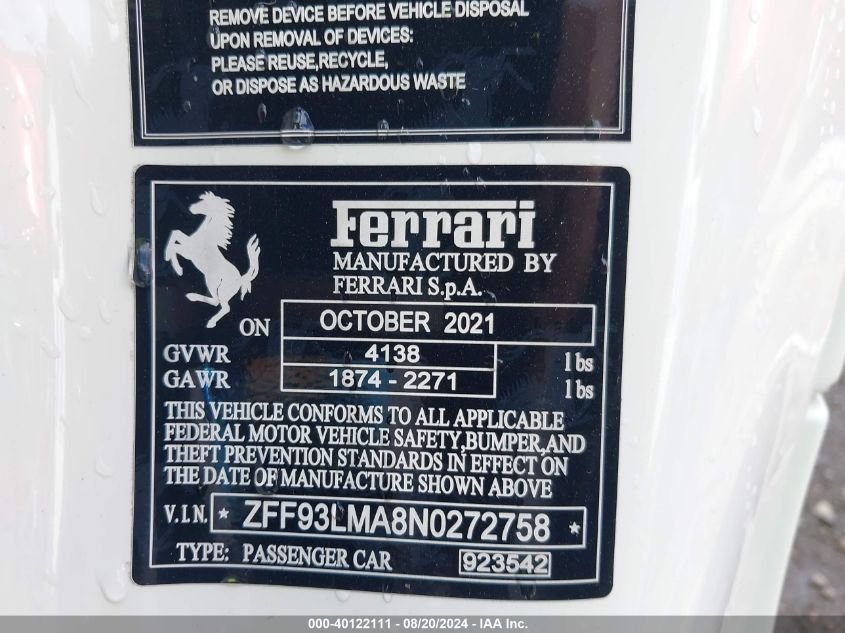 REMOVE DEVICE BEFORE VEHICLE DISPOSAL
UPON REMOVAL OF DEVICES:
PLEASE REUSE,RECYCLE,
OR DISPOSE AS HAZARDOUS WASTE
Ferrari
MANUFACTURED BY
FERRARI S.p.A.
ON OCTOBER 2021
GVWR 4138 lbs
GAWR 1874 - 2271 lbs
THIS VEHICLE CONFORMS TO ALL APPLICABLE
FEDERAL MOTOR VEHICLE SAFETY,BUMPER,AND
THEFT PREVENTION STANDARDS IN EFFECT ON
THE DATE OF MANUFACTURE SHOWN ABOVE
V.I.N. * ZFF93LMA8N0272758 *
TYPE: PASSENGER CAR 923542
000-40122111 - 08/20/2024 - IAA Inc.